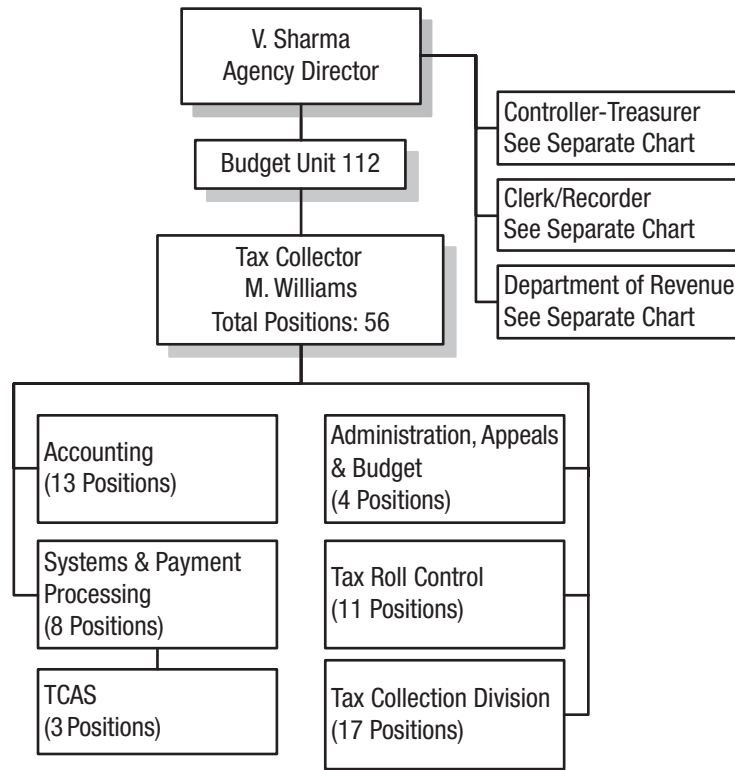 V. Sharma
Agency Director
Controller-Treasurer
See Separate Chart
Budget Unit 112
Clerk/Recorder
See Separate Chart
Tax Collector
M. Williams
Total Positions: 56
Department of Revenue
See Separate Chart
Accounting
(13 Positions)
Administration, Appeals
& Budget
(4 Positions)
Systems & Payment
Processing
(8 Positions)
Tax Roll Control
(11 Positions)
TCAS
(3 Positions)
Tax Collection Division
(17 Positions)